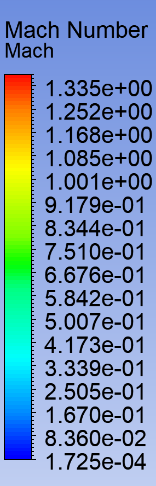 Mach Number
Mach
1.335e+00
1.252e+00
1.168e+00
1.085e+00
1.001e+00
9.179e-01
8.344e-01
7.510e-01
6.676e-01
5.842e-01
5.007e-01
4.173e-01
3.339e-01
2.505e-01
1.670e-01
8.360e-02
1.725e-04